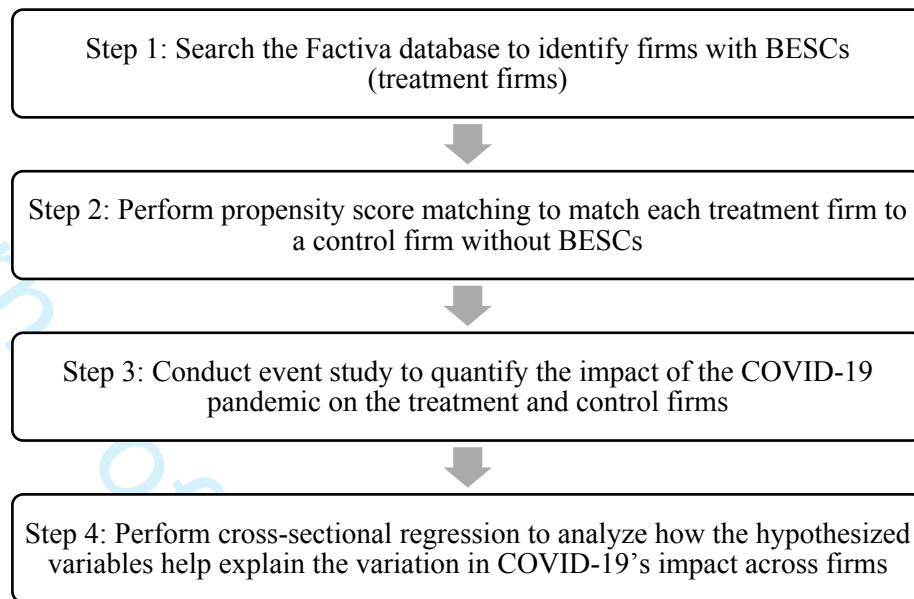 Step 1: Search the Factiva database to identify firms with BESCs
(treatment firms)
Step 2: Perform propensity score matching to match each treatment firm to
a control firm without BESCs
Step 3: Conduct event study to quantify the impact of the COVID-19
pandemic on the treatment and control firms
Step 4: Perform cross-sectional regression to analyze how the hypothesized
variables help explain the variation in COVID-19’s impact across firms